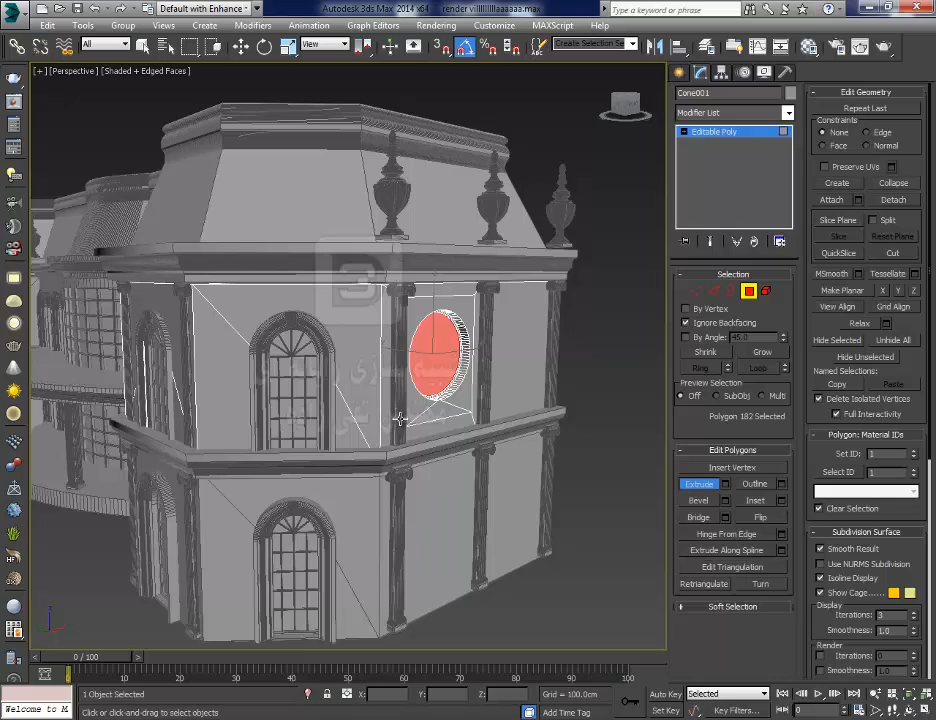 Default with Enhance
Autodesk 3ds Max 2014 x64
render villlllllllaaaaaa.max
Type a keyword or phrase
Edit Tools Group Views Create Modifiers Animation Graph Editors Rendering Customize MAXScript Help
All View Create Selection Se
[+] [Perspective] [Shaded + Edged Faces]
Cone001
Modifier List
Editable Poly
Selection
By Vertex
Ignore Backfacing
By Angle: 45.0
Shrink Grow
Ring Loop
Preview Selection
Off SubObj Multi
Polygon 182 Selected
Edit Polygons
Insert Vertex
Extrude Outline
Bevel Inset
Bridge Flip
Hinge From Edge
Extrude Along Spline
Edit Triangulation
Retriangulate Turn
Soft Selection
Edit Geometry
Repeat Last
Constraints
None Edge
Face Normal
Preserve UVs
Create Collapse
Attach Detach
Slice Plane Split
Slice Reset Plane
QuickSlice Cut
MSmooth Tessellate
Make Planar X Y Z
View Align Grid Align
Relax
Hide Selected Unhide All
Hide Unselected
Named Selections:
Copy Paste
Delete Isolated Vertices
Full Interactivity
Polygon: Material IDs
Set ID: 1
Select ID 1
Clear Selection
Subdivision Surface
Smooth Result
Use NURMS Subdivision
Isoline Display
Show Cage......
Display
Iterations: 3
Smoothness: 1.0
Render
Iterations: 0
Smoothness: 1.0
0 / 100
10 20 30 40 50 60 70 80 90 100
1 Object Selected X: Y: Z: Grid = 100.0cm Auto Key Selected
Welcome to M Click or click-and-drag to select objects Add Time Tag Set Key Key Filters... 0